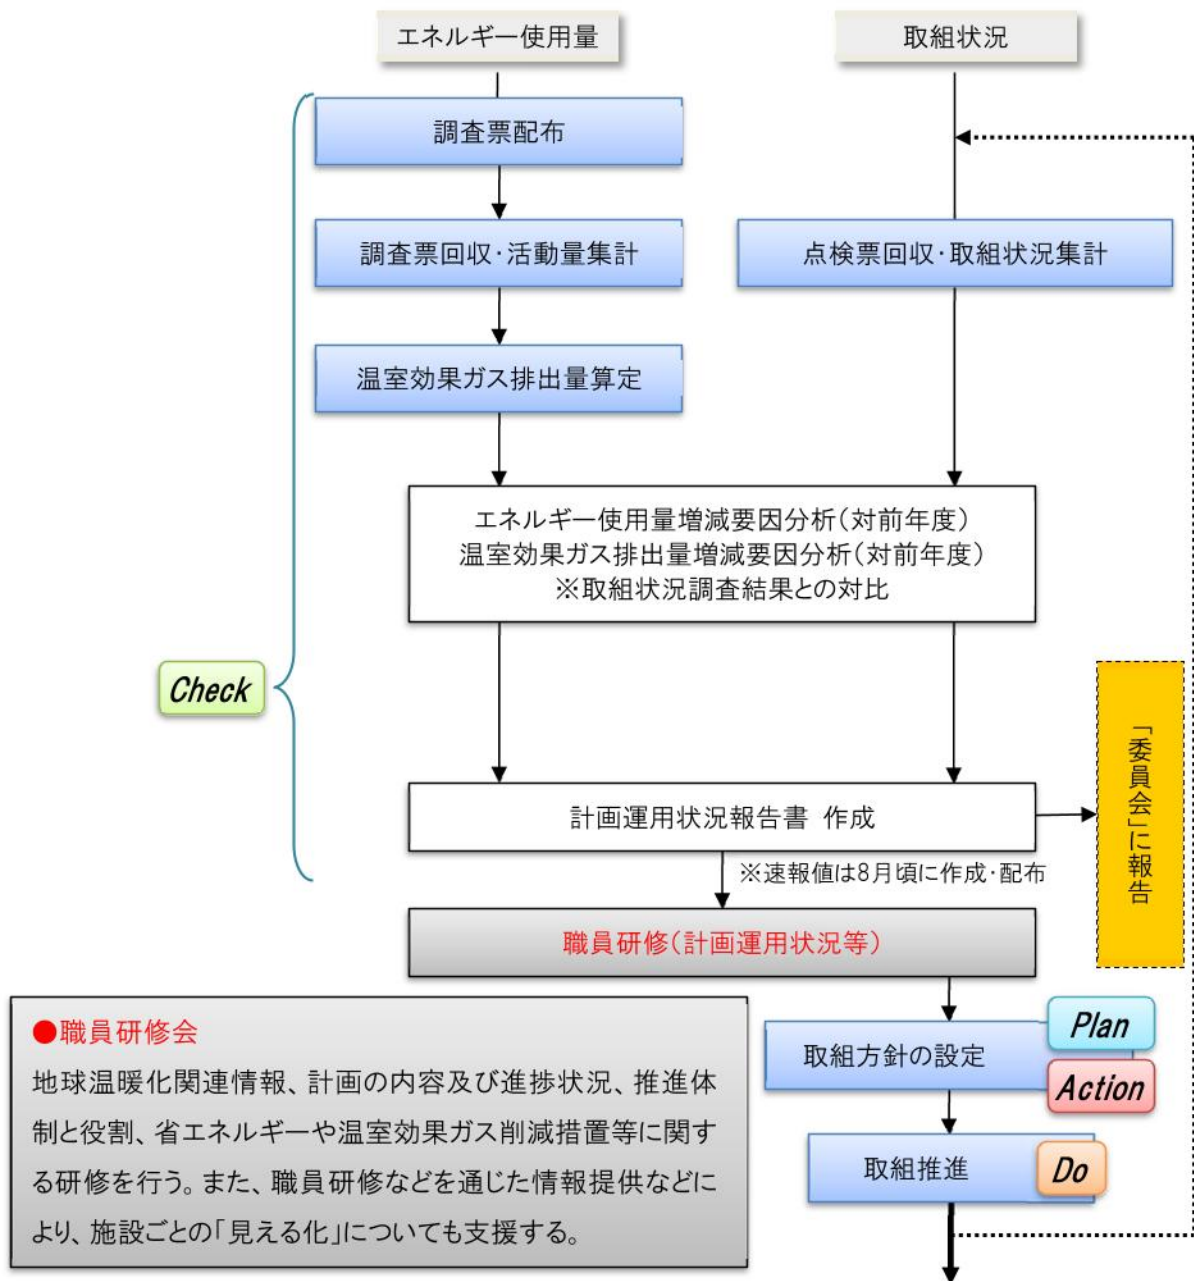 エネルギー使用量
取組状況
調査票配布
調査票回収・活動量集計
点検票回収・取組状況集計
温室効果ガス排出量算定
エネルギー使用量増減要因分析(対前年度)
温室効果ガス排出量増減要因分析(対前年度)
※取組状況調査結果との対比
Check
計画運用状況報告書 作成
「委員会」に報告
※速報値は8月頃に作成・配布
職員研修(計画運用状況等)
●職員研修会
地球温暖化関連情報、計画の内容及び進捗状況、推進体
制と役割、省エネルギーや温室効果ガス削減措置等に関す
る研修を行う。また、職員研修などを通じた情報提供などに
より、施設ごとの「見える化」についても支援する。
取組方針の設定
Plan
Action
取組推進
Do